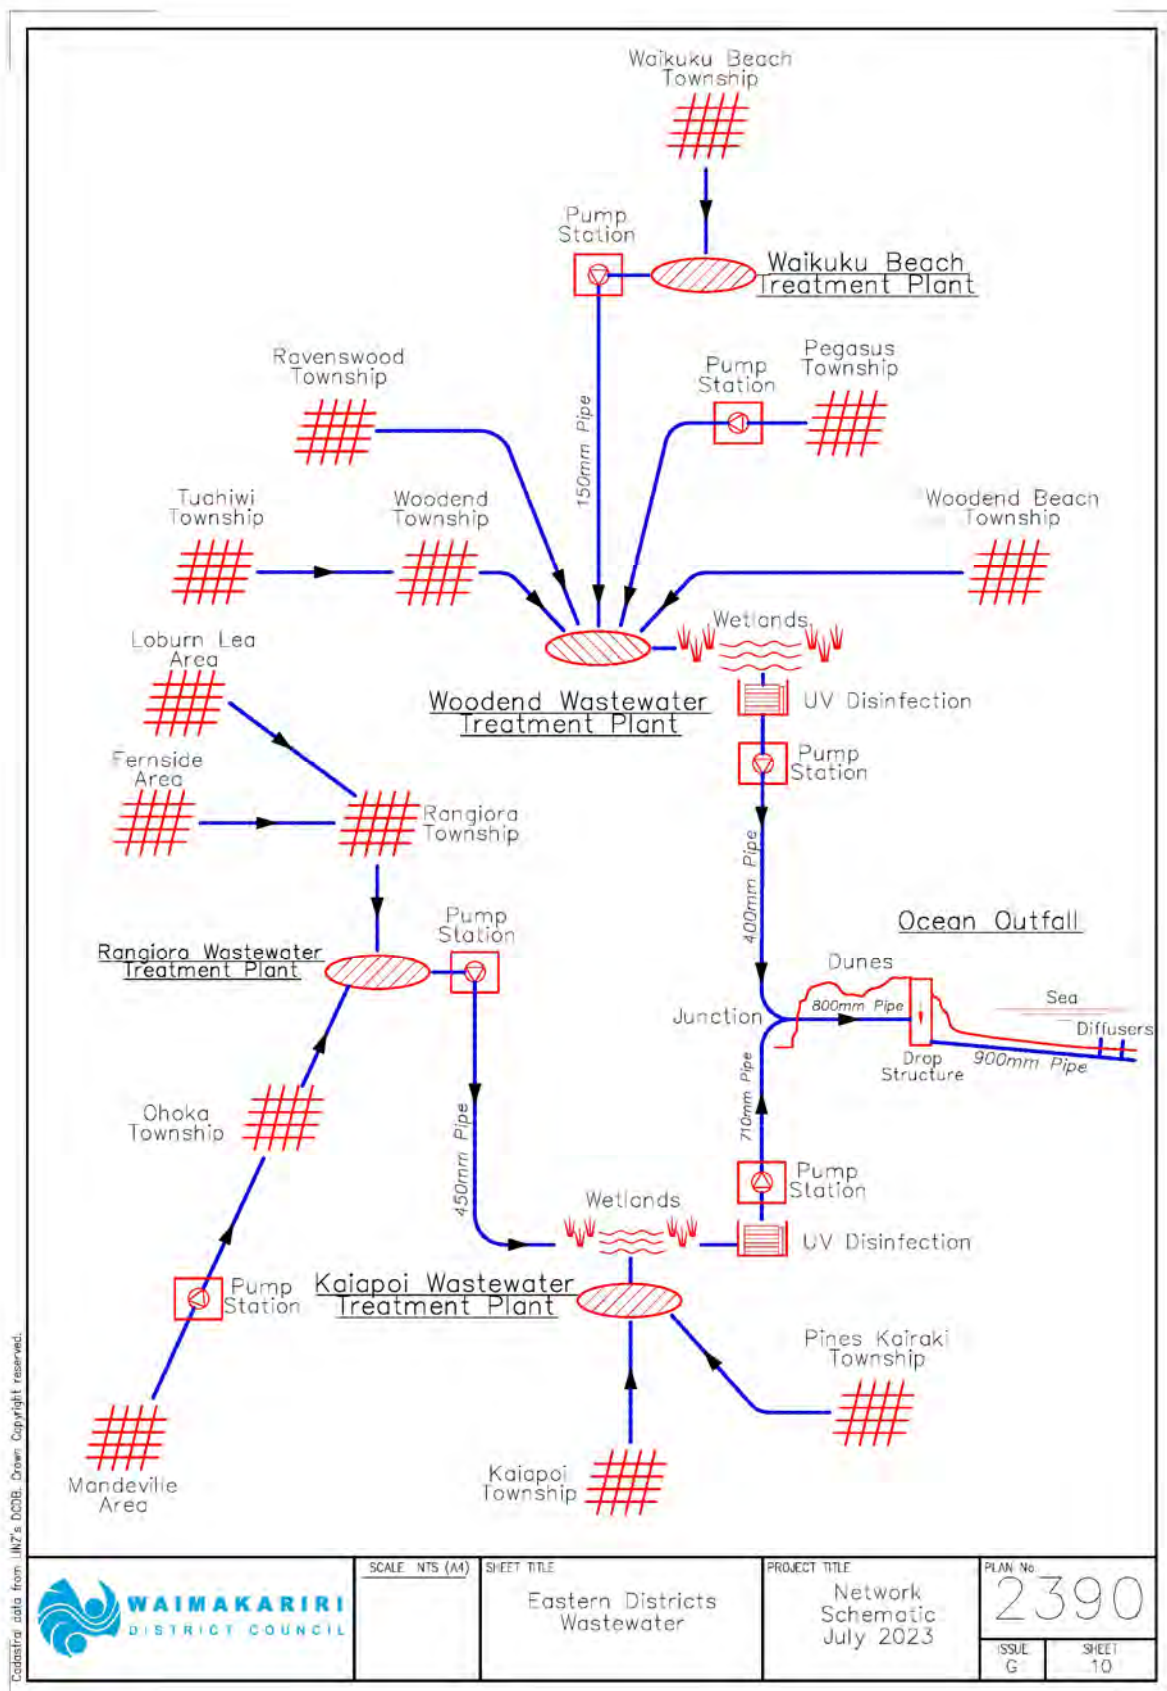 Waikuku Beach
Township
Pump
Station
Waikuku Beach
Treatment Plant
Ravenswood
Township
Pump
Station
Pegasus
Township
150mm Pipe
Tuahiwi
Township
Woodend
Township
Woodend Beach
Township
Loburn Lea
Area
Wetlands
Woodend Wastewater
Treatment Plant
UV Disinfection
Fernside
Area
Pump
Station
Rangiora
Township
400mm Pipe
Pump
Station
Rangiora Wastewater
Treatment Plant
Ocean Outfall
Dunes
Junction
800mm Pipe
Sea
Diffusers
Drop
Structure
900mm Pipe
710mm Pipe
Ohoka
Township
450mm Pipe
Pump
Station
Wetlands
UV Disinfection
Pump
Station
Kaiapoi Wastewater
Treatment Plant
Pines Kairaki
Township
Mandeville
Area
Kaiapoi
Township
Cadastral data from LINZ's DCDB. Crown Copyright reserved.
WAIMAKARIRI
DISTRICT COUNCIL
SCALE NTS (A4)
SHEET TITLE
Eastern Districts
Wastewater
PROJECT TITLE
Network
Schematic
July 2023
PLAN No
2390
ISSUE
G
SHEET
10